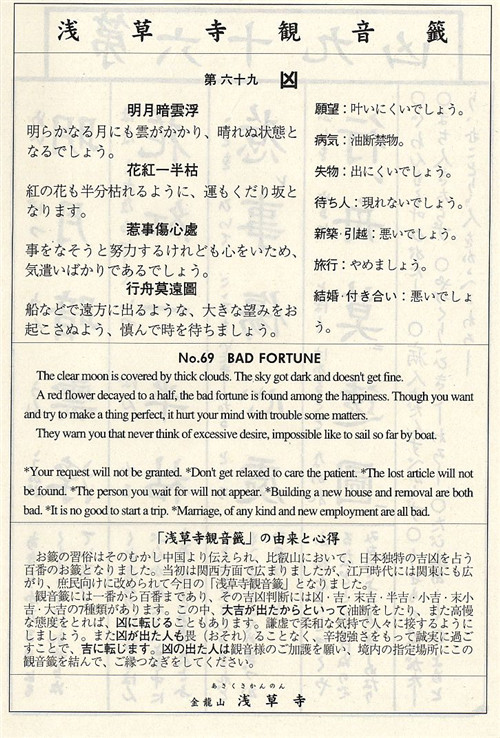 浅草寺観音籤
第六十九 凶
明月暗雲浮
明らかなる月にも雲がかかり、晴れぬ状態と
なるでしょう。
花紅一半枯
紅の花も半分枯れるように、運もくだり坂と
なります。
惹事傷心處
事をなそうと努力するけれども心をいため、
気遣いばかりであるでしょう。
行舟莫遠圖
船などで遠方に出るような、大きな望みをお
起こさぬよう、慎んで時を待ちましょう。
願望：叶いにくいでしょう。
病気：油断禁物。
失物：出にくいでしょう。
待ち人：現れないでしょう。
新築・引越：悪いでしょう。
旅行：やめましょう。
結婚・付き合い：悪いでしょ
う。
No.69 BAD FORTUNE
The clear moon is covered by thick clouds. The sky got dark and doesn't get fine.
A red flower decayed to a half, the bad fortune is found among the happiness. Though you want
and try to make a thing perfect, it hurt your mind with trouble some matters.
They warn you that never think of excessive desire, impossible like to sail so far by boat.
*Your request will not be granted. *Don't get relaxed to care the patient. *The lost article will not
be found. *The person you wait for will not appear. *Building a new house and removal are both
bad. *It is no good to start a trip. *Marriage, of any kind and new employment are all bad.
「浅草寺観音籤」の由来と心得
お籤の習俗はそのむかし中国より伝えられ、比叡山において、日本独特の吉凶を占う
百番のお籤となりました。当初は関西方面で広まりましたが、江戸時代には関東にも広
がり、庶民向けに改められて今日の「浅草寺観音籤」となりました。
観音籤には一番から百番まであり、その吉凶判断には凶・吉・末吉・半吉・小吉・末小
吉・大吉の7種類があります。この中、大吉が出たからといって油断をしたり、また高慢
な態度をとれば、凶に転じることもあります。謙虚で柔和な気持で人々に接するように
しましょう。また凶が出た人も畏（おそれ）ることなく、辛抱強さをもって誠実に過ご
すことで、吉に転じます。凶の出た人は観音様のご加護を願い、境内の指定場所にこの
観音籤を結んで、ご縁つなぎをしてください。
あさくさかんのん
金龍山 浅草寺